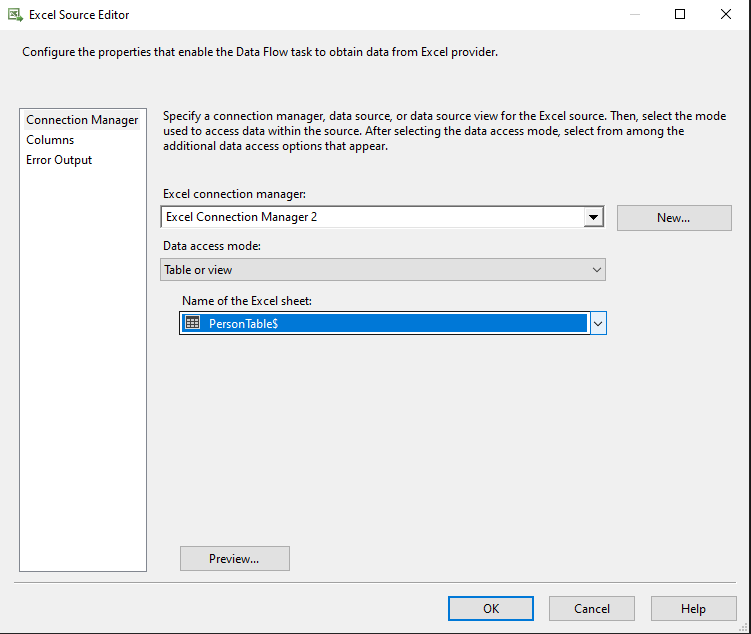 Excel Source Editor
Configure the properties that enable the Data Flow task to obtain data from Excel provider.
Connection Manager
Columns
Error Output
Specify a connection manager, data source, or data source view for the Excel source. Then, select the mode
used to access data within the source. After selecting the data access mode, select from among the
additional data access options that appear.
Excel connection manager:
Excel Connection Manager 2
New...
Data access mode:
Table or view
Name of the Excel sheet:
PersonTable$
Preview...
OK
Cancel
Help